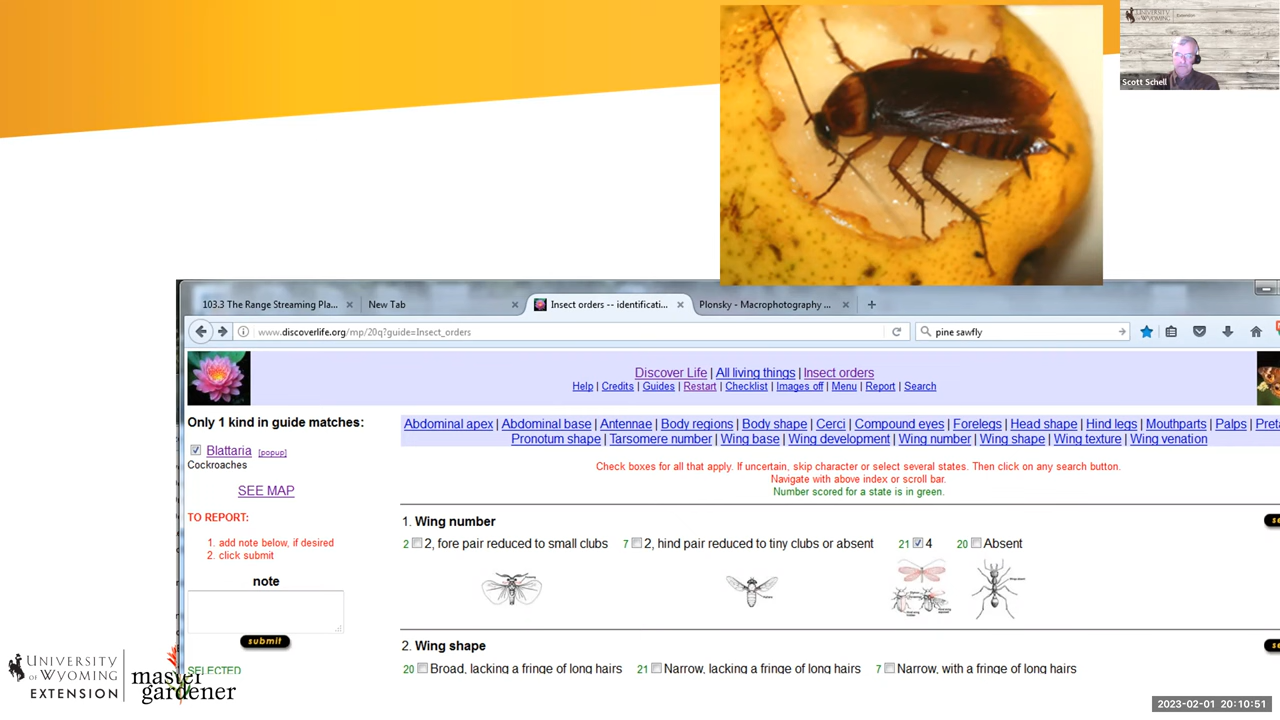 UNIVERSITY OF WYOMING
Extension
Scott Schell
103.3 The Range Streaming Pla...
New Tab
Insect orders -- identificati...
Plonsky - Macrophotography ...
www.discoverlife.org/mp/20q?guide=Insect_orders
pine sawfly
Discover Life | All living things | Insect orders
Help | Credits | Guides | Restart | Checklist | Images off | Menu | Report | Search
Only 1 kind in guide matches:
Blattaria [popup]
Cockroaches
SEE MAP
TO REPORT:
1. add note below, if desired
2. click submit
note
submit
SELECTED
Abdominal apex | Abdominal base | Antennae | Body regions | Body shape | Cerci | Compound eyes | Forelegs | Head shape | Hind legs | Mouthparts | Palps | Preta
Pronotum shape | Tarsomere number | Wing base | Wing development | Wing number | Wing shape | Wing texture | Wing venation
Check boxes for all that apply. If uncertain, skip character or select several states. Then click on any search button.
Navigate with above index or scroll bar.
Number scored for a state is in green.
1. Wing number
se
2 2, fore pair reduced to small clubs 7 2, hind pair reduced to tiny clubs or absent 21 4 20 Absent
2. Wing shape
se
20 Broad, lacking a fringe of long hairs 21 Narrow, lacking a fringe of long hairs 7 Narrow, with a fringe of long hairs
UNIVERSITY
OF WYOMING
EXTENSION
master
gardener
2023-02-01 20:10:51